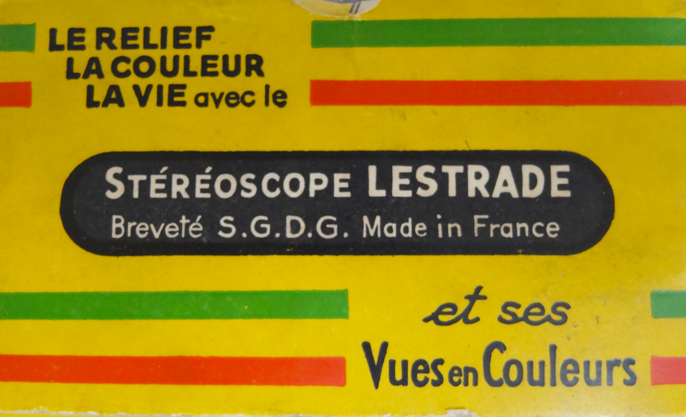 LE RELIEF
LA COULEUR
LA VIE avec le
STÉRÉOSCOPE LESTRADE
Breveté S.G.D.G. Made in France
et ses
Vues en Couleurs